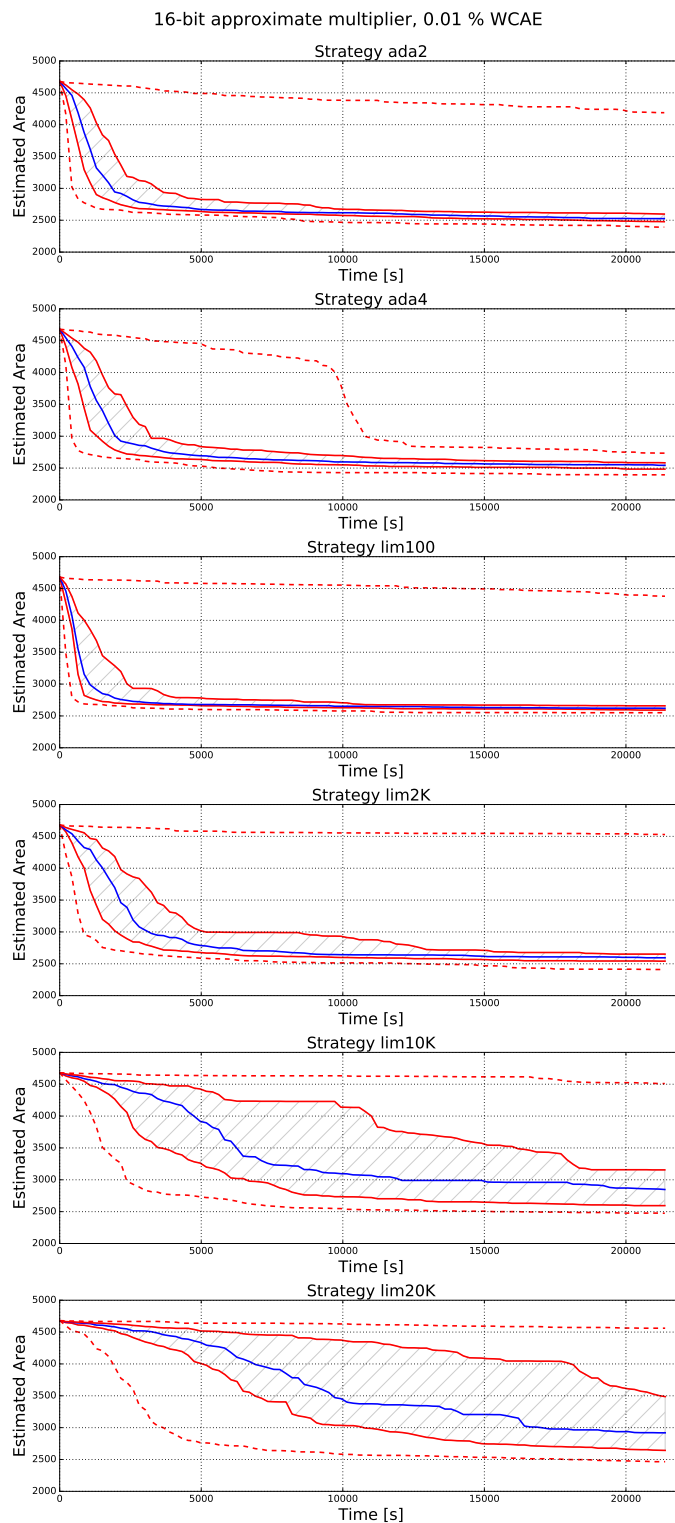 16-bit approximate multiplier, 0.01 % WCAE
Strategy ada2
5000
4500
4000
3500
3000
2500
2000
Estimated Area
0 5000 10000 15000 20000
Time [s]
Strategy ada4
5000
4500
4000
3500
3000
2500
2000
Estimated Area
0 5000 10000 15000 20000
Time [s]
Strategy lim100
5000
4500
4000
3500
3000
2500
2000
Estimated Area
0 5000 10000 15000 20000
Time [s]
Strategy lim2K
5000
4500
4000
3500
3000
2500
2000
Estimated Area
0 5000 10000 15000 20000
Time [s]
Strategy lim10K
5000
4500
4000
3500
3000
2500
2000
Estimated Area
0 5000 10000 15000 20000
Time [s]
Strategy lim20K
5000
4500
4000
3500
3000
2500
2000
Estimated Area
0 5000 10000 15000 20000
Time [s]